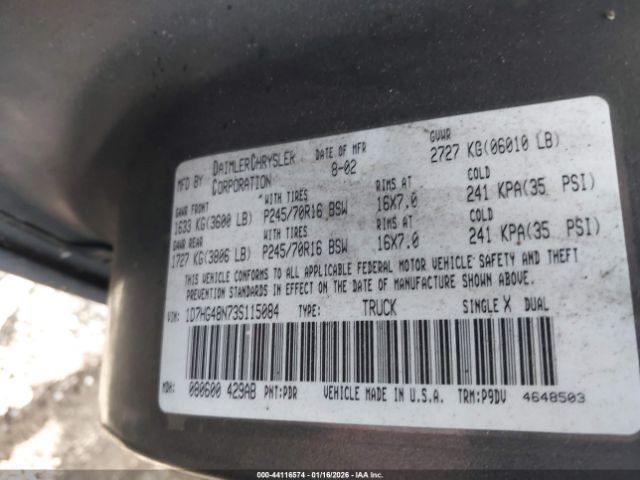 MFD BY DAIMLERCHRYSLER CORPORATION DATE OF MFR 8-02 GVWR 2727 KG(06010 LB)
GAWR FRONT WITH TIRES RIMS AT COLD
1633 KG(3600 LB) P245/70R16 BSW 16X7.0 241 KPA(35 PSI)
GAWR REAR WITH TIRES RIMS AT COLD
1727 KG(3806 LB) P245/70R16 BSW 16X7.0 241 KPA(35 PSI)
THIS VEHICLE CONFORMS TO ALL APPLICABLE FEDERAL MOTOR VEHICLE SAFETY AND THEFT
PREVENTION STANDARDS IN EFFECT ON THE DATE OF MANUFACTURE SHOWN ABOVE.
VIN: 1D7HG48N73S115084 TYPE: TRUCK SINGLE X DUAL
MDH: 080600 429AB PNT:PDR VEHICLE MADE IN U.S.A. TRM:P9DV 4648503
000-44116574 | 01/16/2026 | IAA Inc.